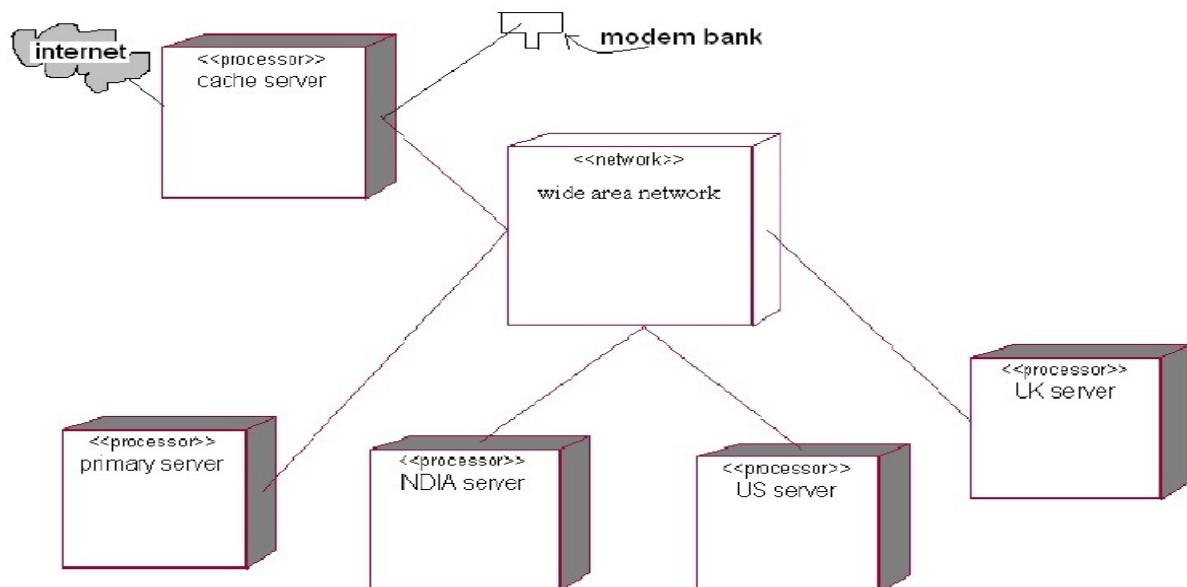 internet
modem bank
<<processor>>
cache server
<<network>>
wide area network
<<processor>>
UK server
<<processor>>
primary server
<<processor>>
INDIA server
<<processor>>
US server